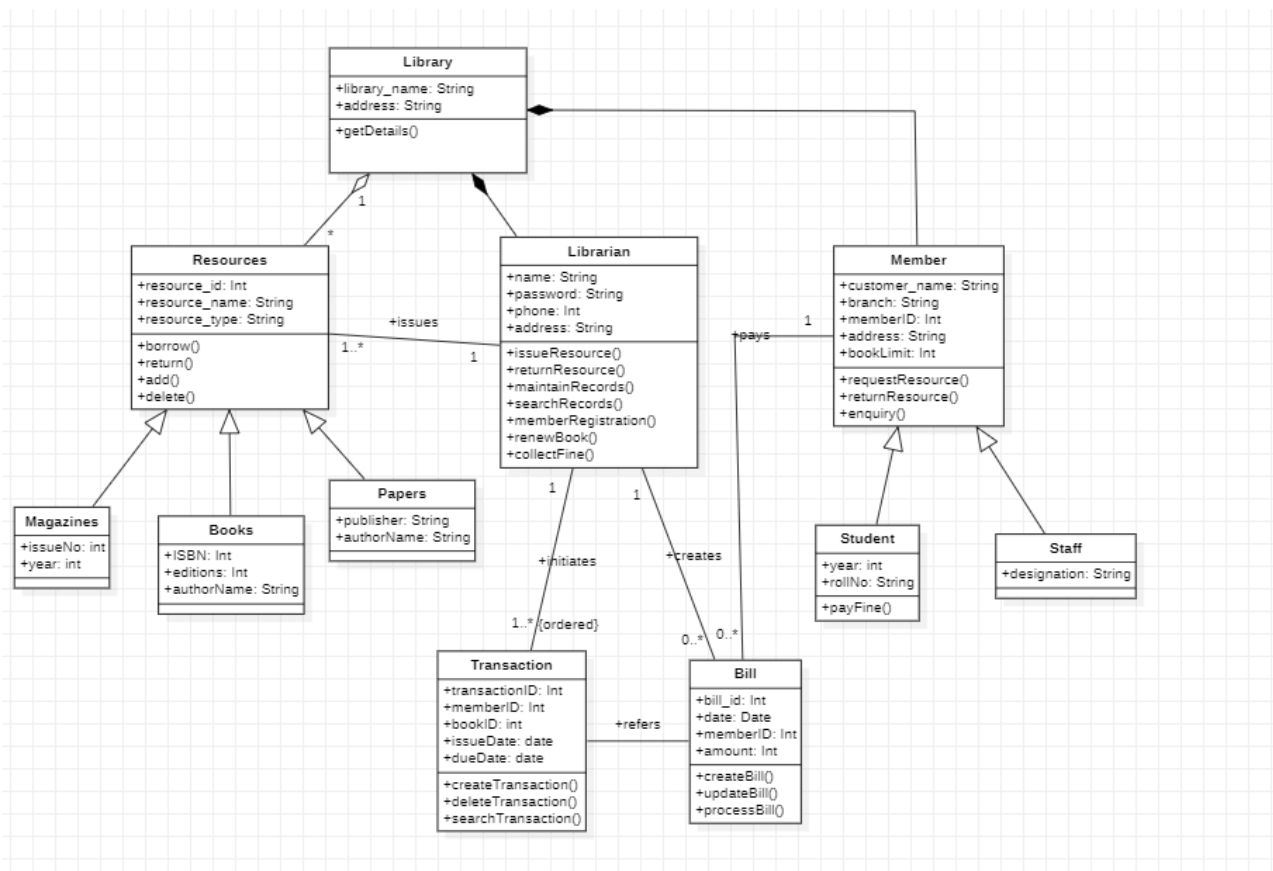 Library
+library_name: String
+address: String
+getDetails()
1
*
Resources
+resource_id: Int
+resource_name: String
+resource_type: String
+borrow()
+return()
+add()
+delete()
+issues
1..*
1
Librarian
+name: String
+password: String
+phone: Int
+address: String
+issueResource()
+returnResource()
+maintainRecords()
+searchRecords()
+memberRegistration()
+renewBook()
+collectFine()
+pays
1
Member
+customer_name: String
+branch: String
+memberID: Int
+address: String
+bookLimit: Int
+requestResource()
+returnResource()
+enquiry()
Magazines
+issueNo: int
+year: int
Books
+ISBN: Int
+editions: Int
+authorName: String
Papers
+publisher: String
+authorName: String
1
+initiates
1..*
{ordered}
1
+creates
0..*
0..*
Student
+year: int
+rollNo: String
+payFine()
Staff
+designation: String
Transaction
+transactionID: Int
+memberID: Int
+bookID: int
+issueDate: date
+dueDate: date
+createTransaction()
+deleteTransaction()
+searchTransaction()
+refers
Bill
+bill_id: Int
+date: Date
+memberID: Int
+amount: Int
+createBill()
+updateBill()
+processBill()